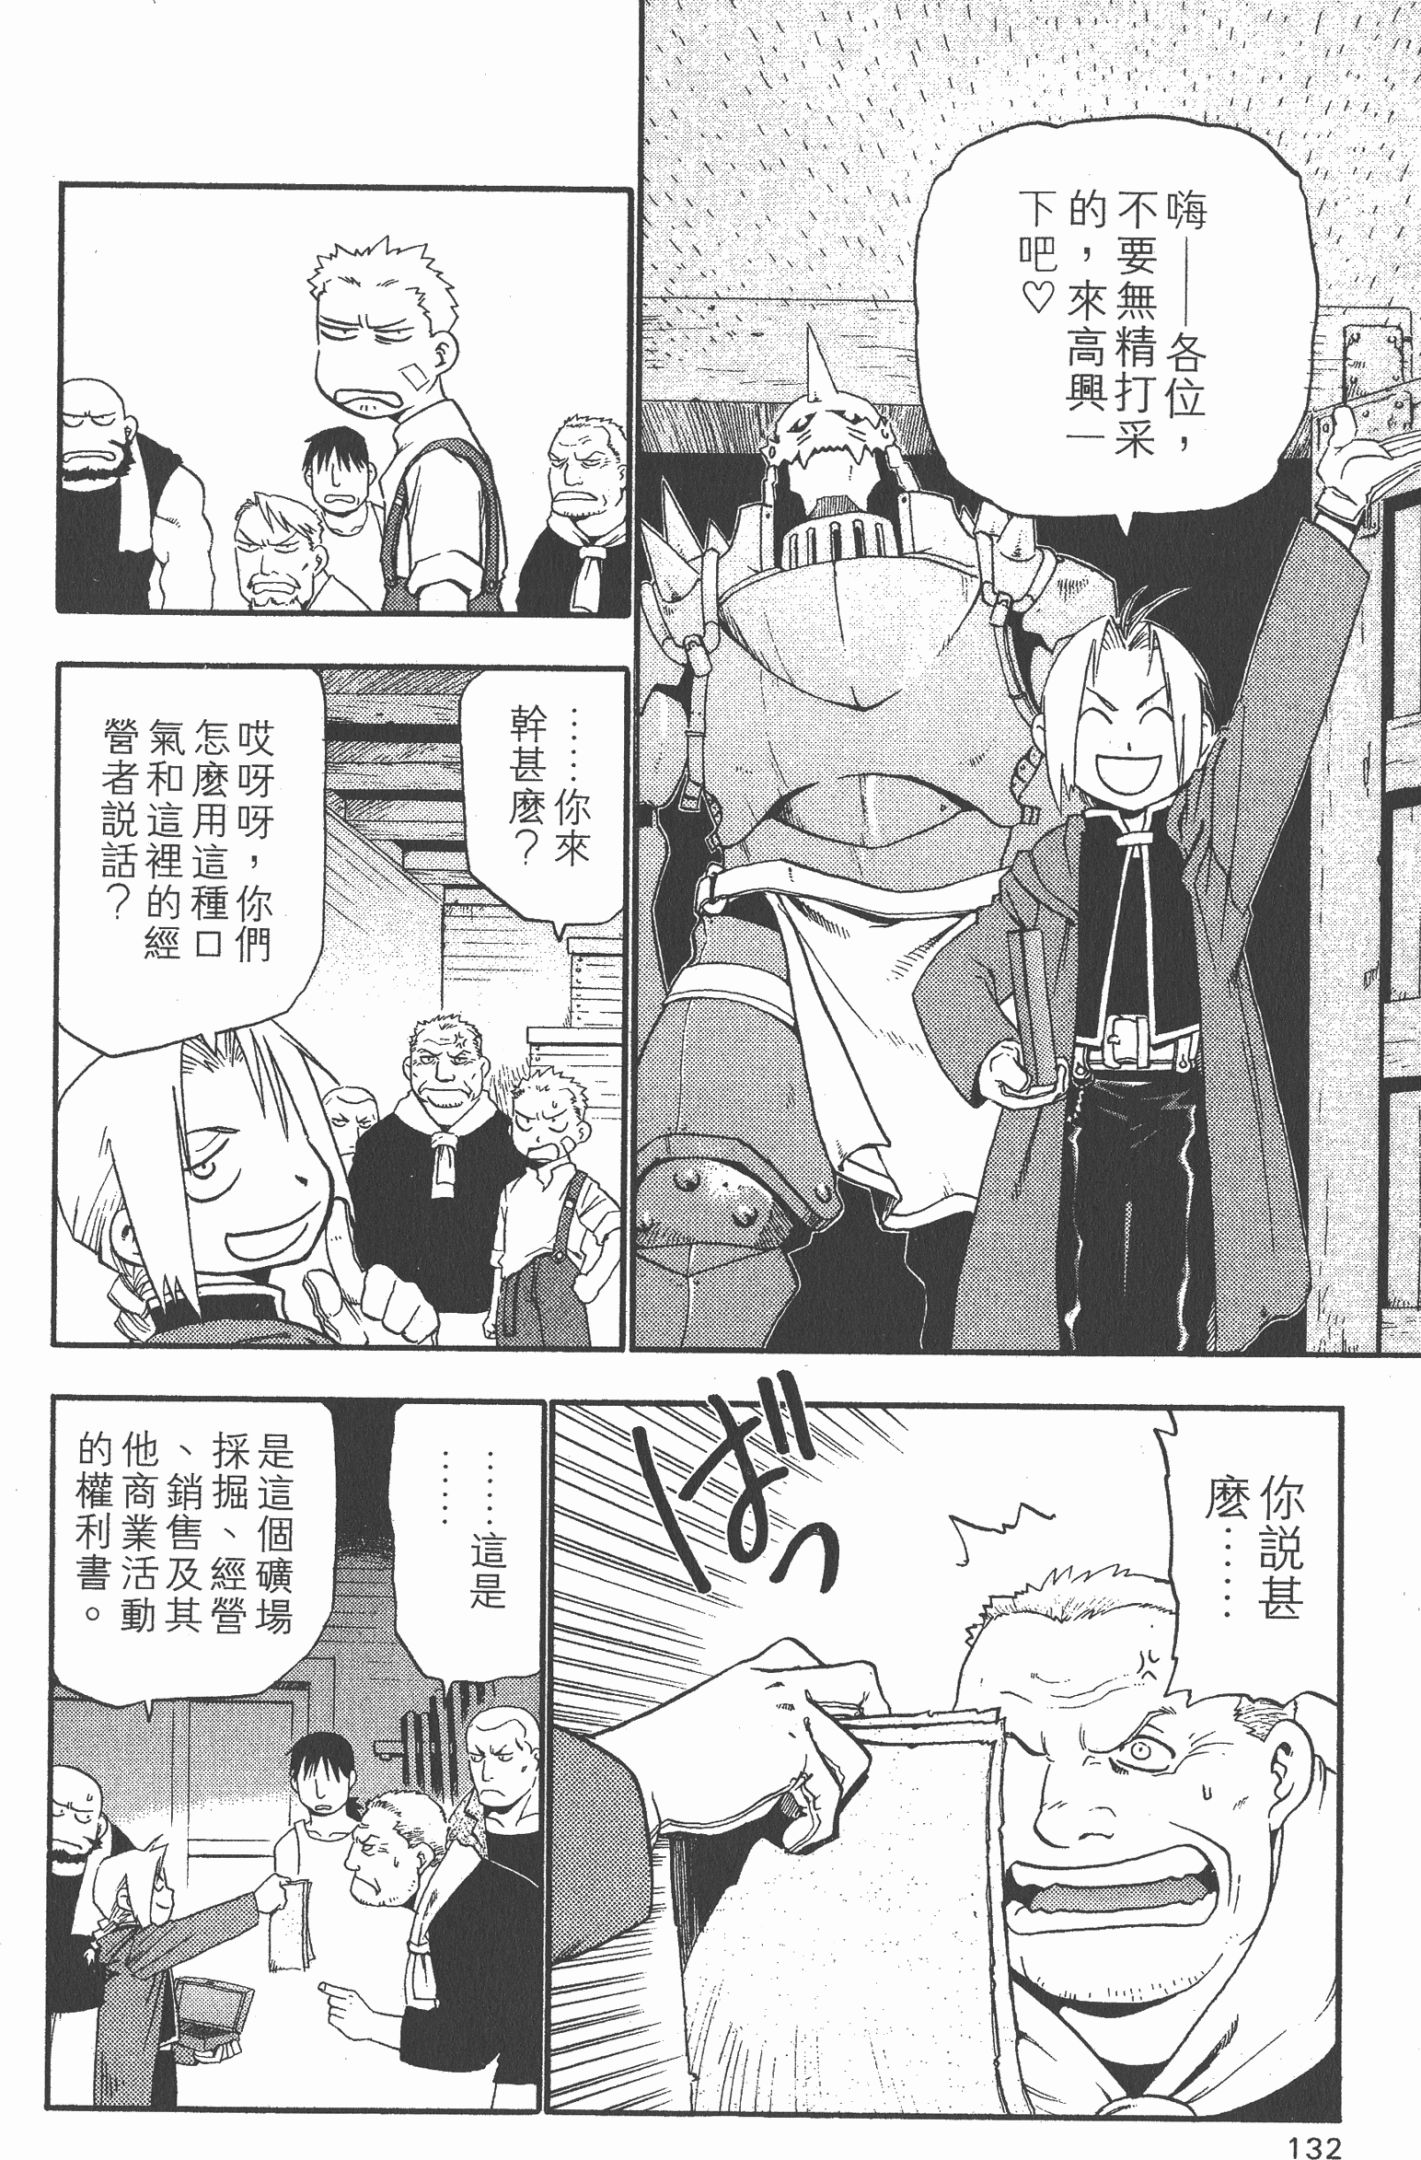 嗨——各位，
不要無精打采
的，來高興一
下吧♡
……你來
幹甚麼？
哎呀呀，你們
怎麼用這種口
氣和這裡的經
營者説話？
你説甚
麼……
ばっ
……這是
……
是這個礦場
採掘、經營
、銷售及其
他商業活動
的權利書。
132